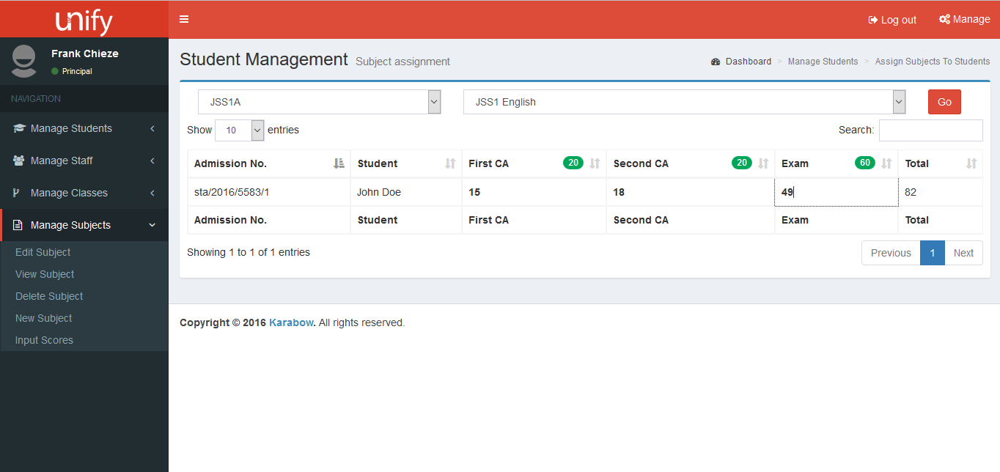 unify
Log out
Manage
Frank Chieze
Principal
NAVIGATION
Manage Students
Manage Staff
Manage Classes
Manage Subjects
Edit Subject
View Subject
Delete Subject
New Subject
Input Scores
Student Management Subject assignment
Dashboard > Manage Students > Assign Subjects To Students
JSS1A
JSS1 English
Go
Show 10 entries
Search:
Admission No. Student First CA 20 Second CA 20 Exam 60 Total
sta/2016/5583/1 John Doe 15 18 49 82
Admission No. Student First CA Second CA Exam Total
Showing 1 to 1 of 1 entries
Previous 1 Next
Copyright © 2016 Karabow. All rights reserved.